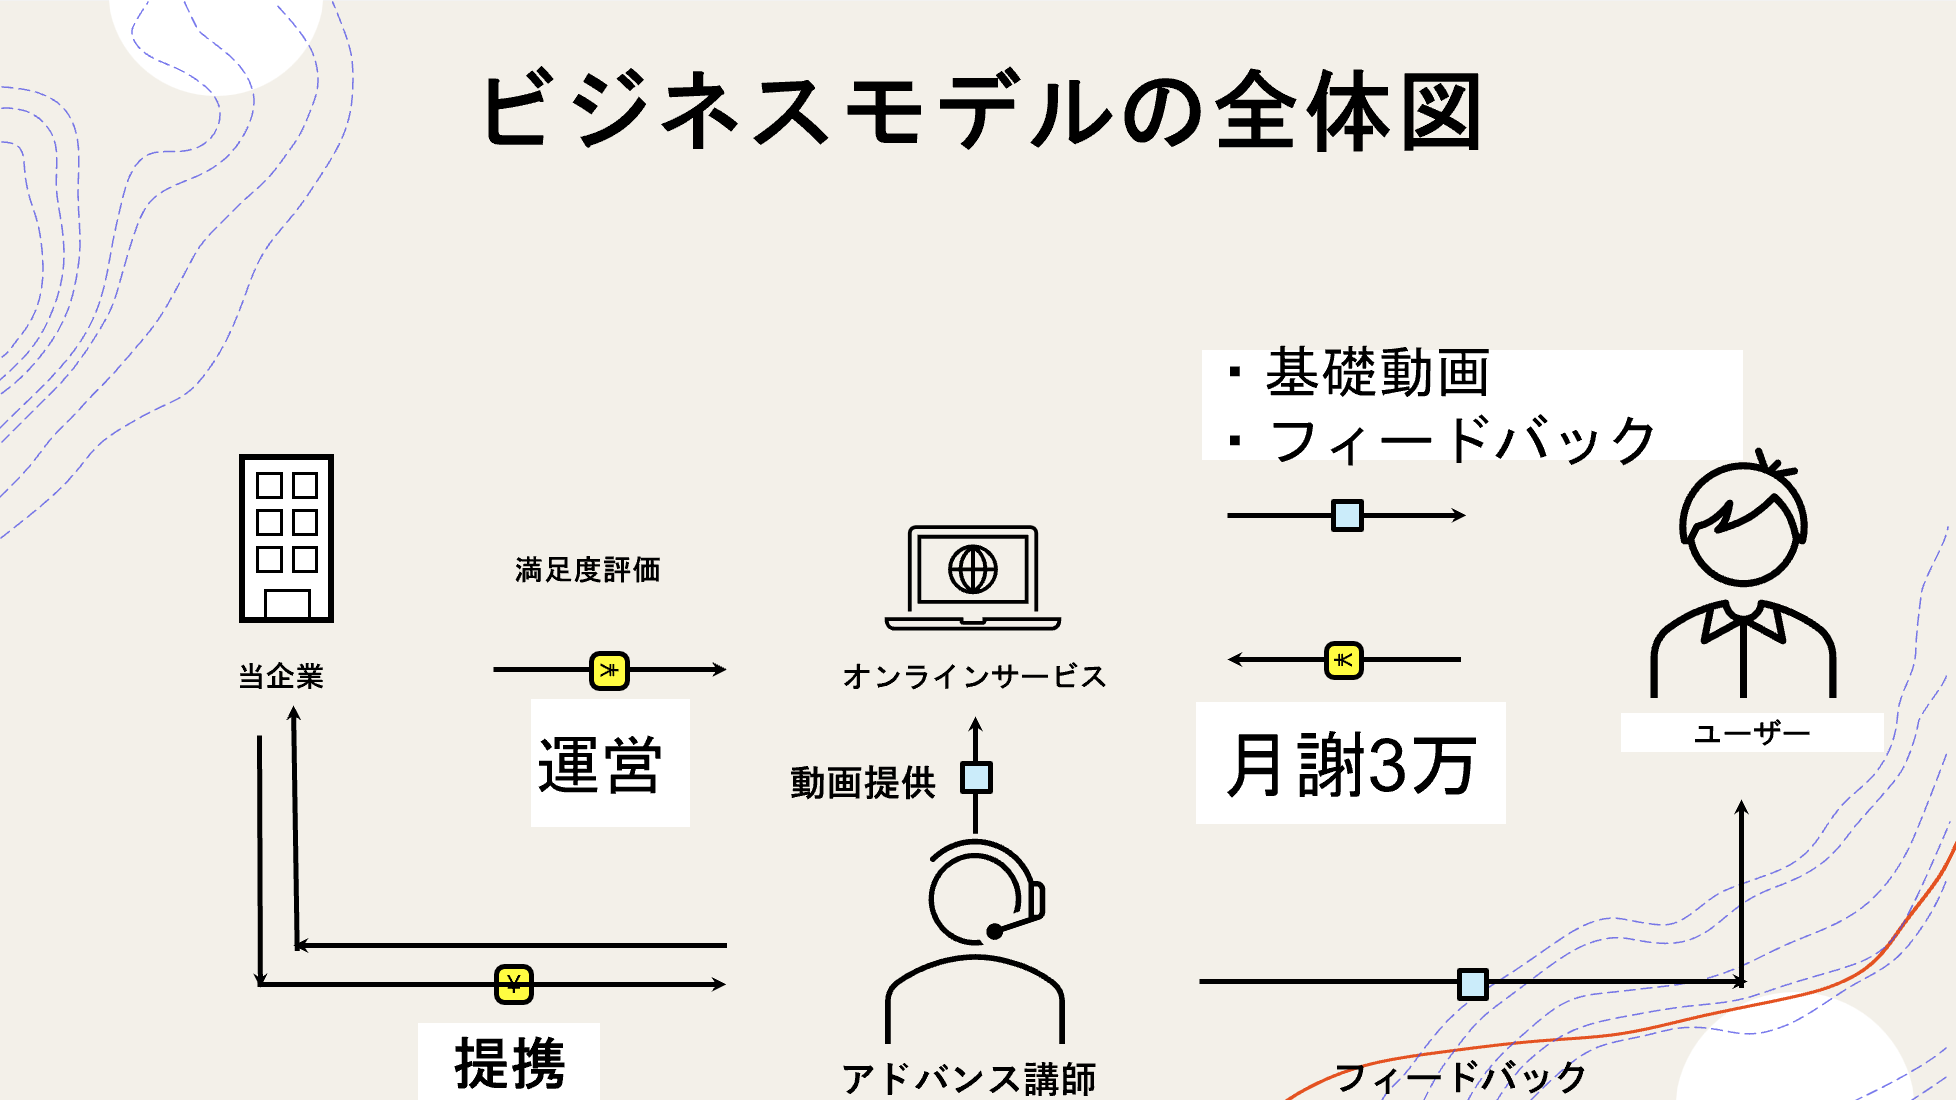 ビジネスモデルの全体図
・基礎動画
・フィードバック
満足度評価
当企業
オンラインサービス
¥
¥
ユーザー
運営
動画提供
月謝3万
¥
提携
アドバンス講師
フィードバック